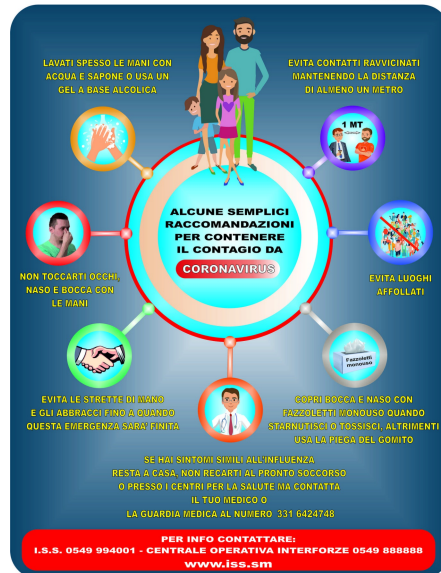 LAVATI SPESSO LE MANI CON
ACQUA E SAPONE O USA UN
GEL A BASE ALCOLICA
EVITA CONTATTI RAVVICINATI
MANTENENDO LA DISTANZA
DI ALMENO UN METRO
1 MT
ALCUNE SEMPLICI
RACCOMANDAZIONI
PER CONTENERE
IL CONTAGIO DA
CORONAVIRUS
NON TOCCARTI OCCHI,
NASO E BOCCA CON
LE MANI
EVITA LUOGHI
AFFOLLATI
Fazzoletti
monouso
EVITA LE STRETTE DI MANO
E GLI ABBRACCI FINO A QUANDO
QUESTA EMERGENZA SARA' FINITA
COPRI BOCCA E NASO CON
FAZZOLETTI MONOUSO QUANDO
STARNUTISCI O TOSSISCI, ALTRIMENTI
USA LA PIEGA DEL GOMITO
SE HAI SINTOMI SIMILI ALL'INFLUENZA
RESTA A CASA, NON RECARTI AL PRONTO SOCCORSO
O PRESSO I CENTRI PER LA SALUTE MA CONTATTA
IL TUO MEDICO O
LA GUARDIA MEDICA AL NUMERO 331 6424748
PER INFO CONTATTARE:
I.S.S. 0549 994001 - CENTRALE OPERATIVA INTERFORZE 0549 888888
www.iss.sm